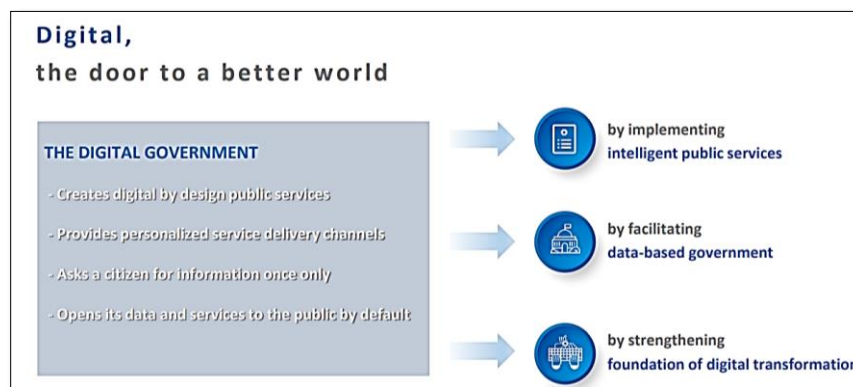 Digital,
the door to a better world
THE DIGITAL GOVERNMENT
- Creates digital by design public services
- Provides personalized service delivery channels
- Asks a citizen for information once only
- Opens its data and services to the public by default
by implementing
intelligent public services
by facilitating
data-based government
by strengthening
foundation of digital transformation